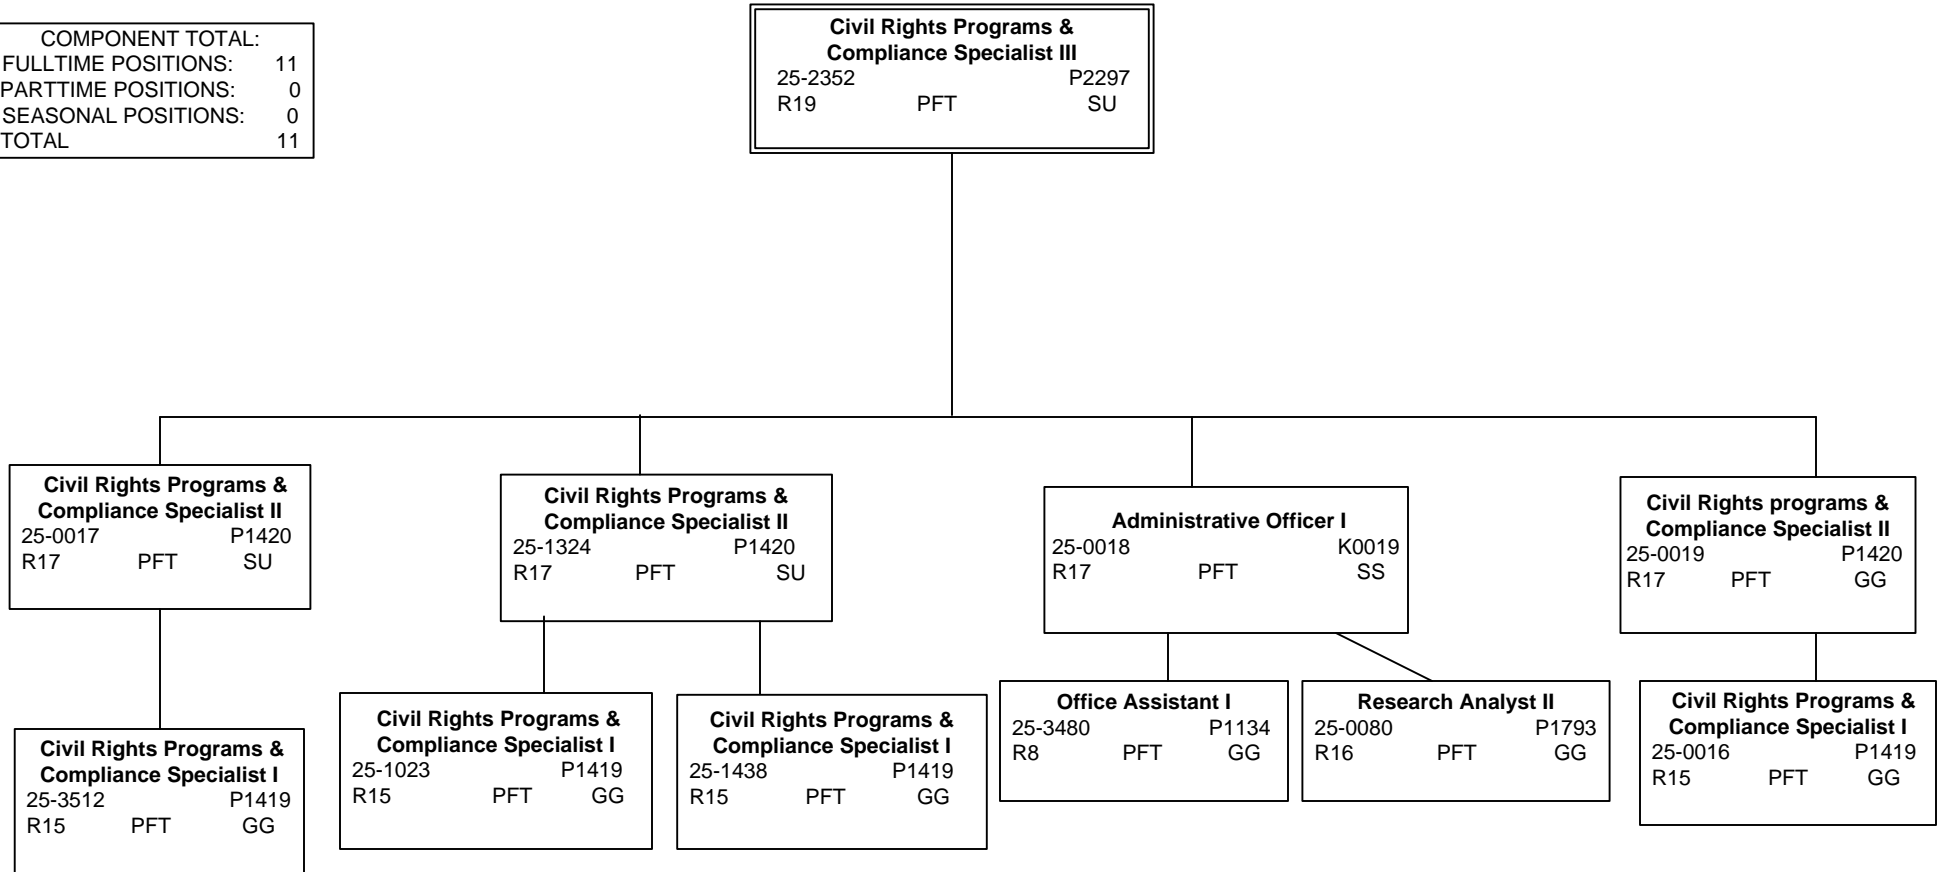 COMPONENT TOTAL:
FULLTIME POSITIONS: 11
PARTTIME POSITIONS: 0
SEASONAL POSITIONS: 0
TOTAL 11
Civil Rights Programs &
Compliance Specialist III
25-2352 P2297
R19 PFT SU
Civil Rights Programs &
Compliance Specialist II
25-0017 P1420
R17 PFT SU
Civil Rights Programs &
Compliance Specialist II
25-1324 P1420
R17 PFT SU
Administrative Officer I
25-0018 K0019
R17 PFT SS
Civil Rights programs &
Compliance Specialist II
25-0019 P1420
R17 PFT GG
Civil Rights Programs &
Compliance Specialist I
25-3512 P1419
R15 PFT GG
Civil Rights Programs &
Compliance Specialist I
25-1023 P1419
R15 PFT GG
Civil Rights Programs &
Compliance Specialist I
25-1438 P1419
R15 PFT GG
Office Assistant I
25-3480 P1134
R8 PFT GG
Research Analyst II
25-0080 P1793
R16 PFT GG
Civil Rights Programs &
Compliance Specialist I
25-0016 P1419
R15 PFT GG